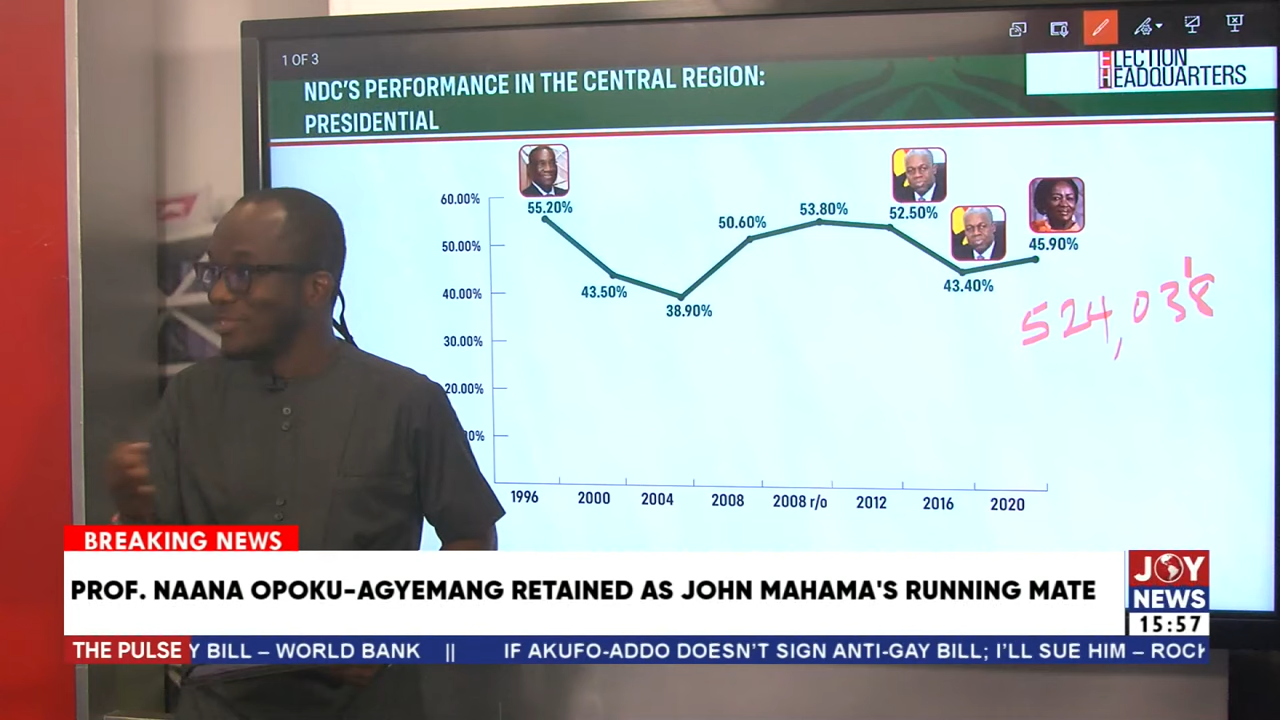 1 OF 3
NDC'S PERFORMANCE IN THE CENTRAL REGION:
PRESIDENTIAL
ELECTION
HEADQUARTERS
60.00%
50.00%
40.00%
30.00%
20.00%
55.20%
43.50%
38.90%
50.60%
53.80%
52.50%
43.40%
45.90%
524,038
1996 2000 2004 2008 2008 r/o 2012 2016 2020
BREAKING NEWS
PROF. NAANA OPOKU-AGYEMANG RETAINED AS JOHN MAHAMA'S RUNNING MATE
JOY
NEWS
15:57
THE PULSE Y BILL – WORLD BANK || IF AKUFO-ADDO DOESN'T SIGN ANTI-GAY BILL; I'LL SUE HIM – ROCK